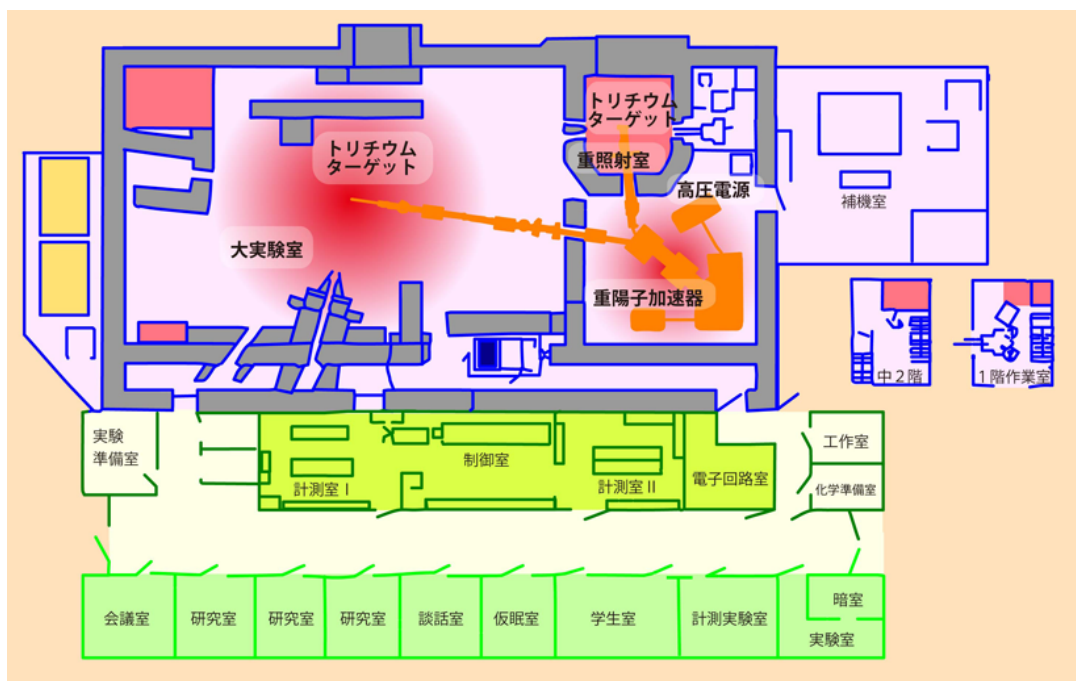 トリチウム
ターゲット
トリチウム
ターゲット
重照射室
高圧電源
補機室
大実験室
重陽子加速器
中２階
１階作業室
実験
準備室
計測室Ⅰ
制御室
計測室Ⅱ
電子回路室
工作室
化学準備室
会議室
研究室
研究室
研究室
談話室
仮眠室
学生室
計測実験室
暗室
実験室